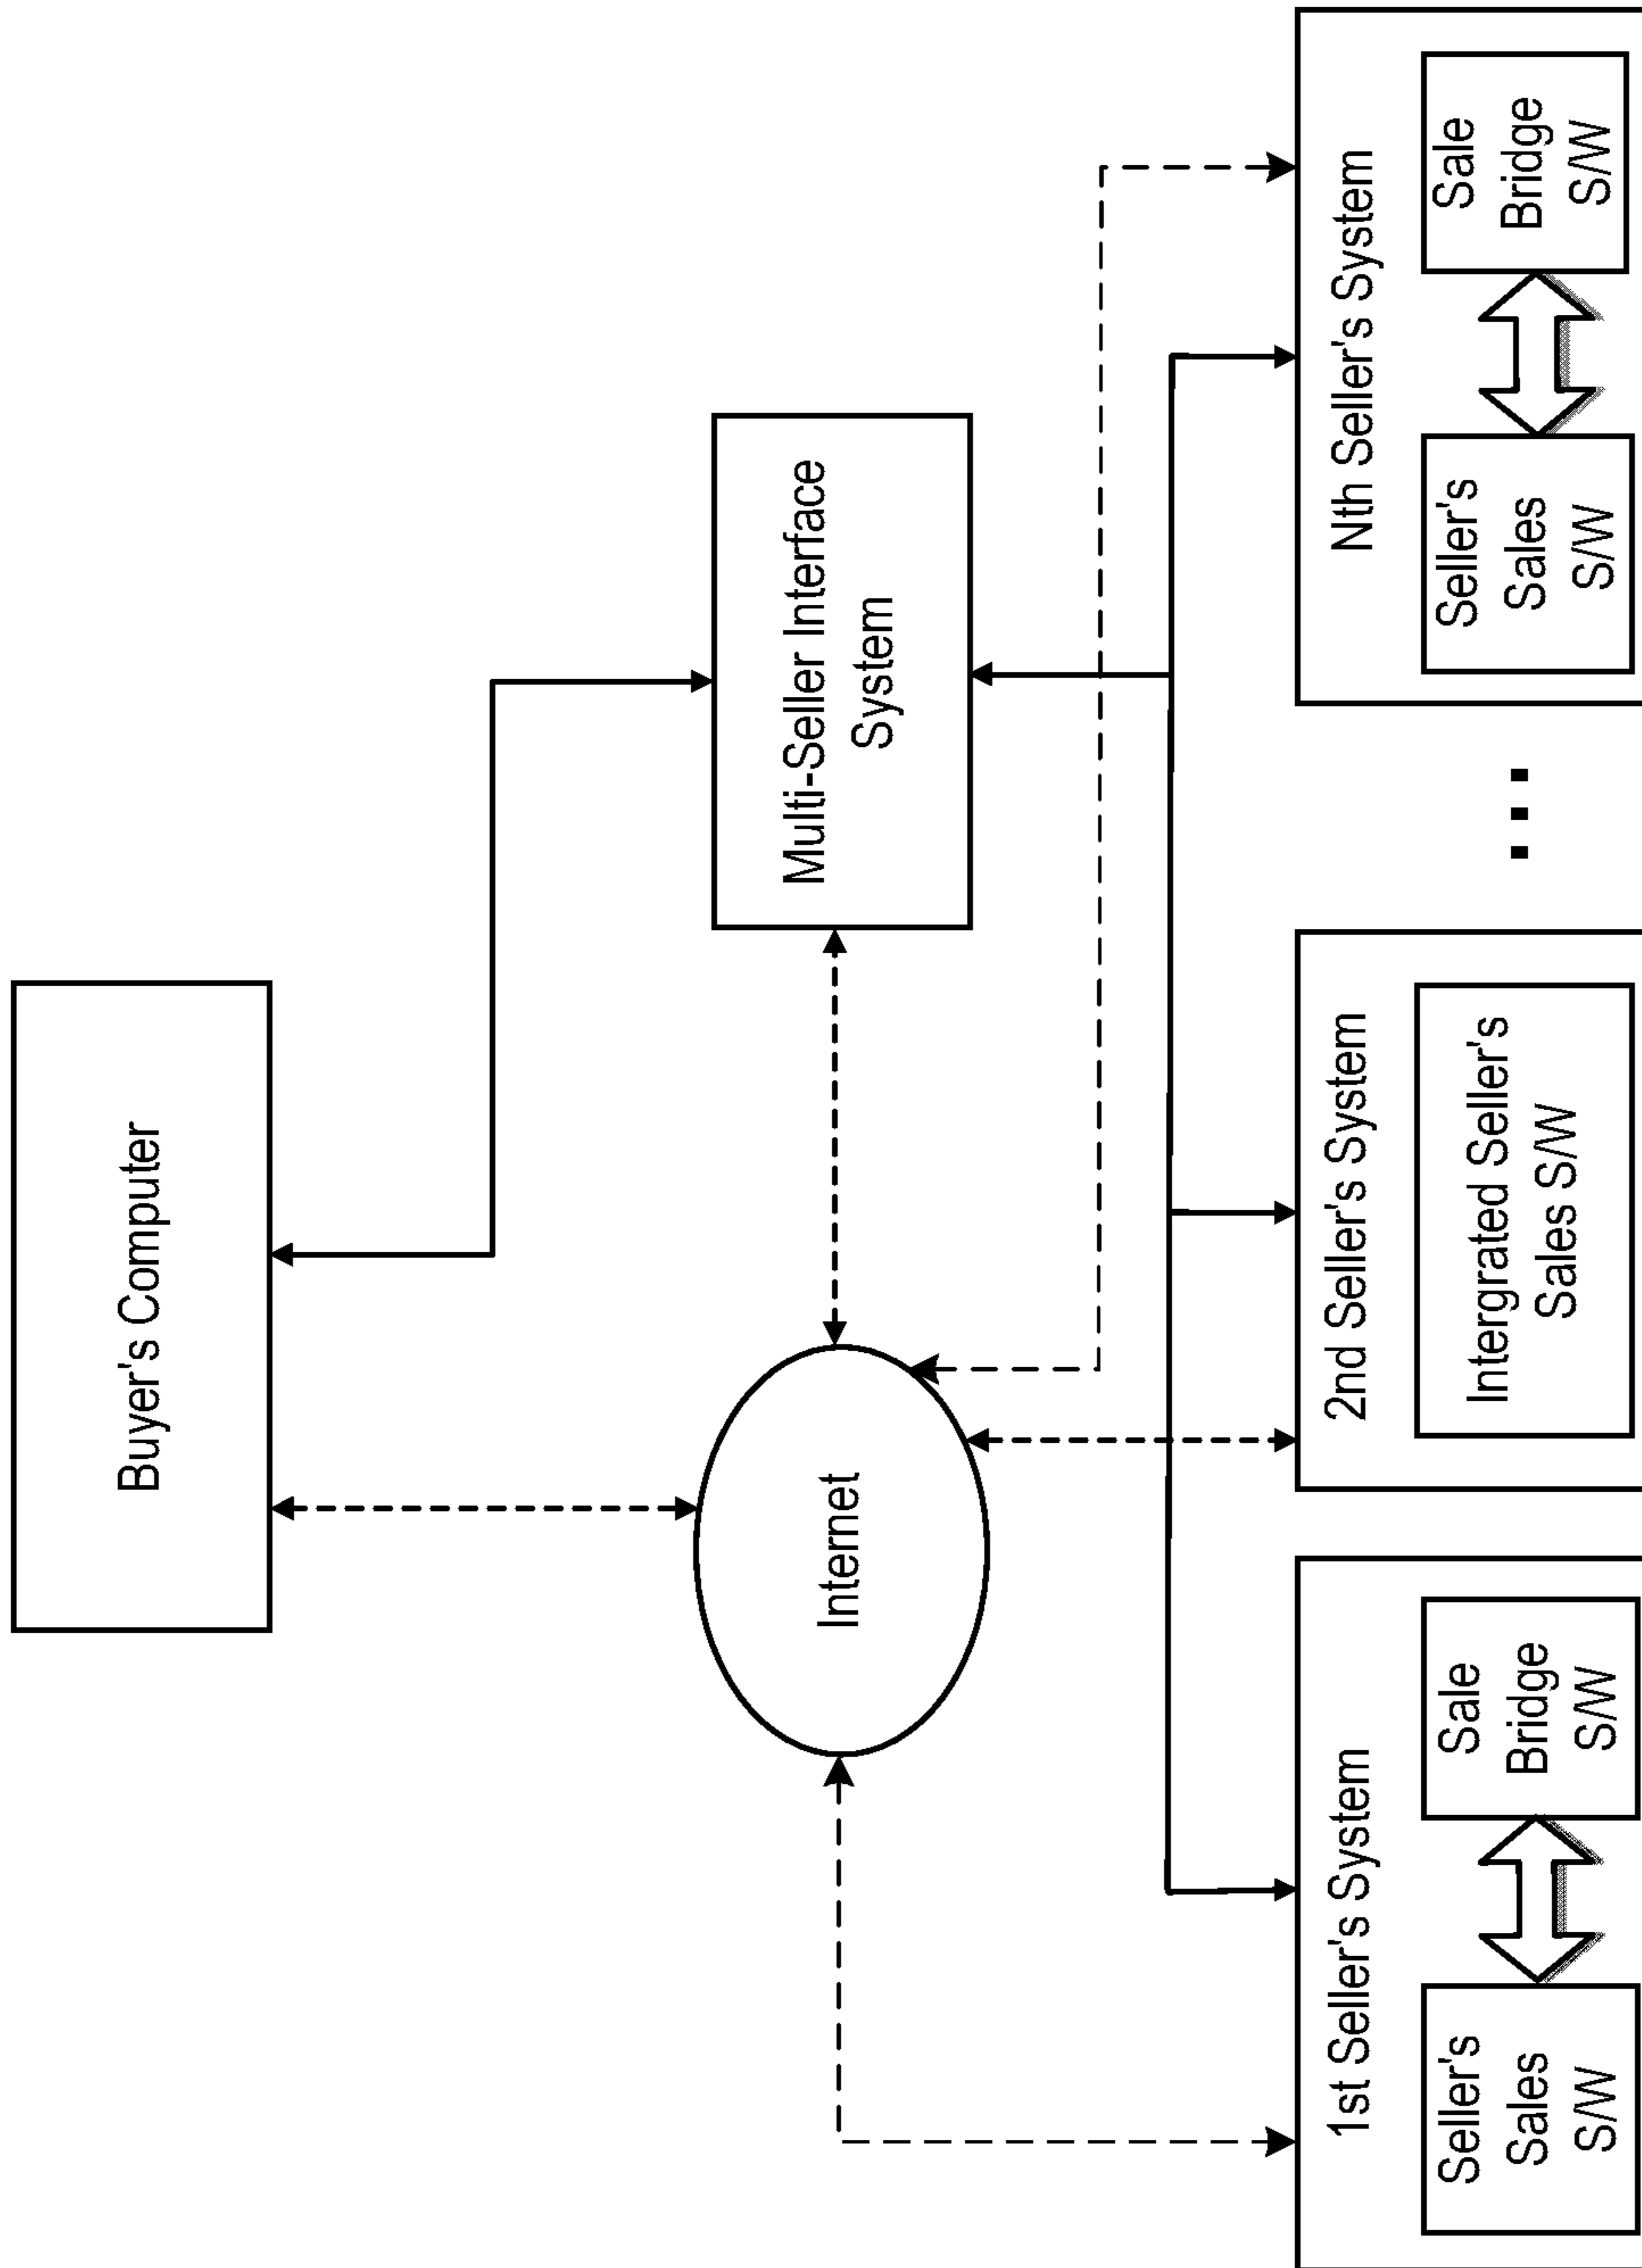 Buyer's Computer
Internet
Multi-Seller Interface
System
1st Seller's System
Seller's
Sales
S/W
Sale
Bridge
S/W
2nd Seller's System
Intergrated Seller's
Sales S/W
...
Nth Seller's System
Seller's
Sales
S/W
Sale
Bridge
S/W